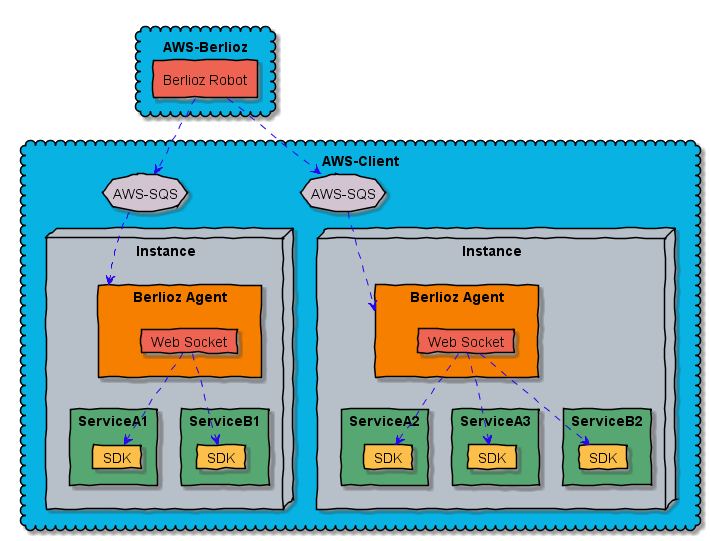 AWS-Berlioz
Berlioz Robot
AWS-Client
AWS-SQS
AWS-SQS
Instance
Berlioz Agent
Web Socket
ServiceA1
SDK
ServiceB1
SDK
Instance
Berlioz Agent
Web Socket
ServiceA2
SDK
ServiceA3
SDK
ServiceB2
SDK